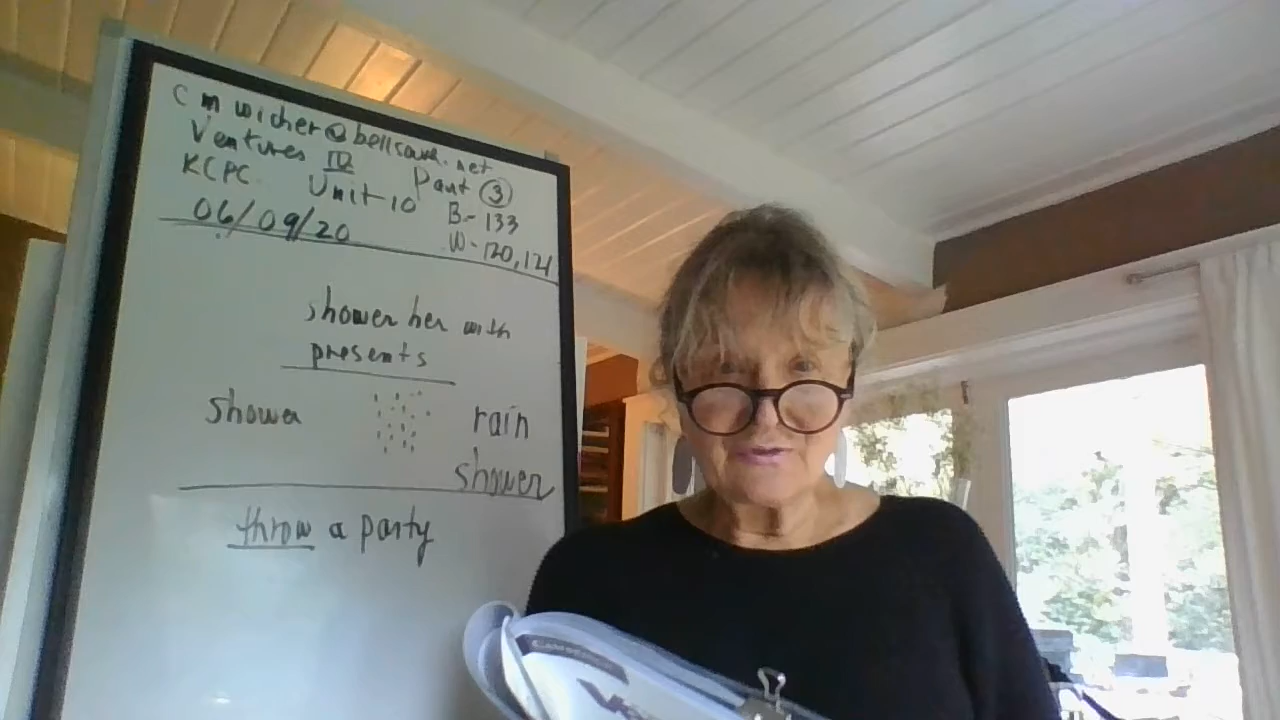 cmwicher@bellsouth.net
Ventures III Part 3
KCPC Unit 10 B- 133
06/09/20 W- 120, 121
shower her with
presents
shower rain
shower
throw a party